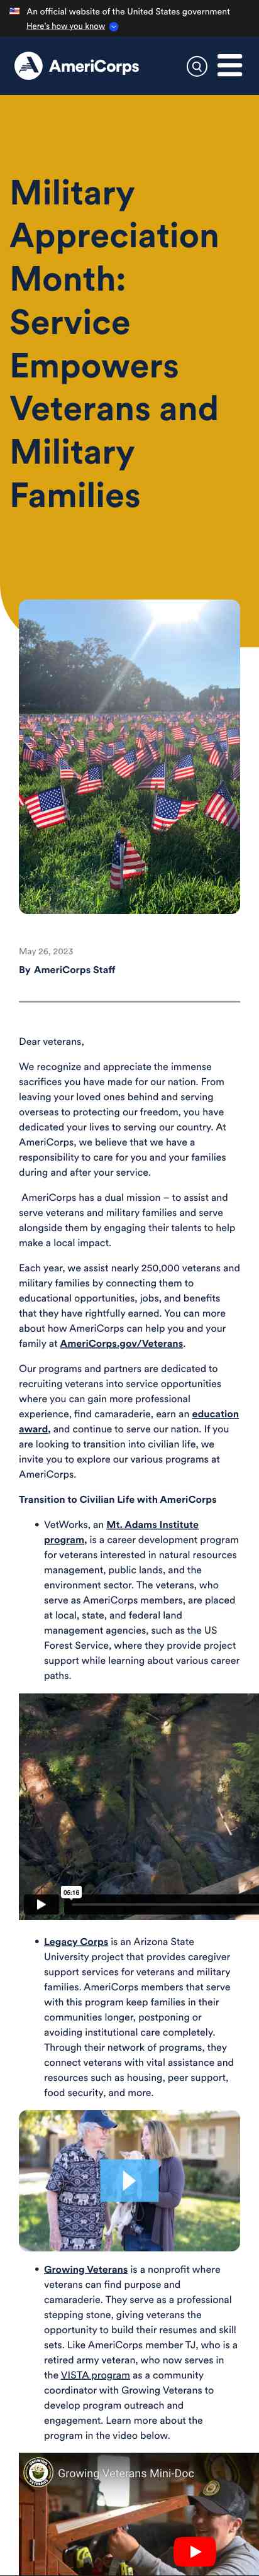 An official website of the United States government
Here's how you know
AmeriCorps
Military
Appreciation
Month:
Service
Empowers
Veterans and
Military
Families
May 26, 2023
By AmeriCorps Staff
Dear veterans,
We recognize and appreciate the immense
sacrifices you have made for our nation. From
leaving your loved ones behind and serving
overseas to protecting our freedom, you have
dedicated your lives to serving our country. At
AmeriCorps, we believe that we have a
responsibility to care for you and your families
during and after your service.
AmeriCorps has a dual mission – to assist and
serve veterans and military families and serve
alongside them by engaging their talents to help
make a local impact.
Each year, we assist nearly 250,000 veterans and
military families by connecting them to
educational opportunities, jobs, and benefits
that they have rightfully earned. You can more
about how AmeriCorps can help you and your
family at AmeriCorps.gov/Veterans.
Our programs and partners are dedicated to
recruiting veterans into service opportunities
where you can gain more professional
experience, find camaraderie, earn an education
award, and continue to serve our nation. If you
are looking to transition into civilian life, we
invite you to explore our various programs at
AmeriCorps.
Transition to Civilian Life with AmeriCorps
• VetWorks, an Mt. Adams Institute
program, is a career development program
for veterans interested in natural resources
management, public lands, and the
environment sector. The veterans, who
serve as AmeriCorps members, are placed
at local, state, and federal land
management agencies, such as the US
Forest Service, where they provide project
support while learning about various career
paths.
05:16
• Legacy Corps is an Arizona State
University project that provides caregiver
support services for veterans and military
families. AmeriCorps members that serve
with this program keep families in their
communities longer, postponing or
avoiding institutional care completely.
Through their network of programs, they
connect veterans with vital assistance and
resources such as housing, peer support,
food security, and more.
• Growing Veterans is a nonprofit where
veterans can find purpose and
camaraderie. They serve as a professional
stepping stone, giving veterans the
opportunity to build their resumes and skill
sets. Like AmeriCorps member TJ, who is a
retired army veteran, who now serves in
the VISTA program as a community
coordinator with Growing Veterans to
develop program outreach and
engagement. Learn more about the
program in the video below.
Growing Veterans Mini-Doc